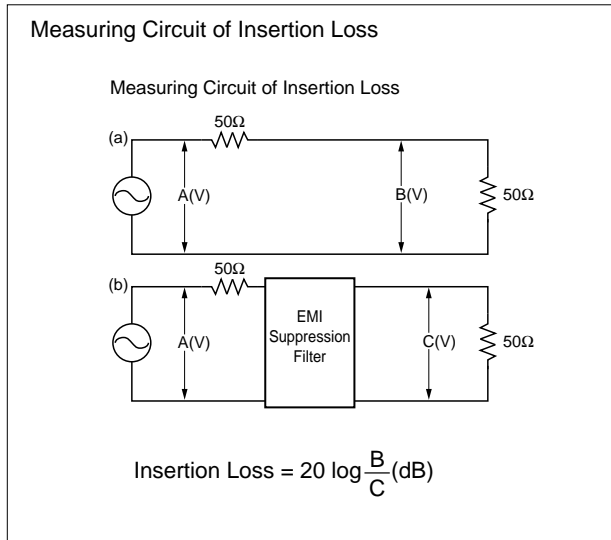 Measuring Circuit of Insertion Loss
Measuring Circuit of Insertion Loss
(a)
50Ω
A(V)
B(V)
50Ω
(b)
50Ω
A(V)
EMI
Suppression
Filter
C(V)
50Ω
Insertion Loss = 20 log B/C (dB)